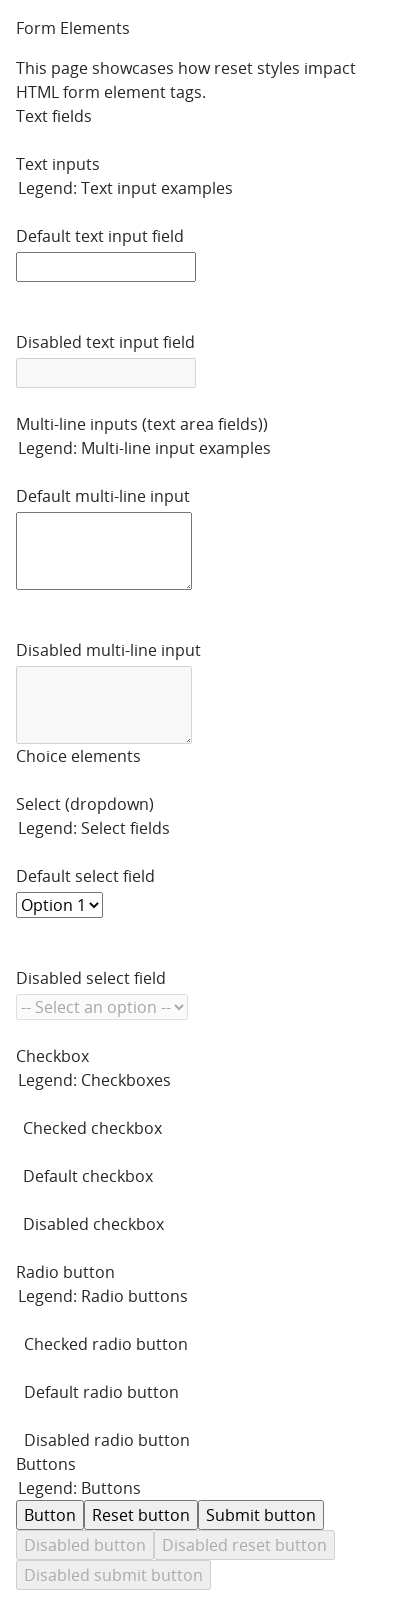 Form Elements
This page showcases how reset styles impact
HTML form element tags.
Text fields
Text inputs
Legend: Text input examples
Default text input field
Disabled text input field
Multi-line inputs (text area fields))
Legend: Multi-line input examples
Default multi-line input
Disabled multi-line input
Choice elements
Select (dropdown)
Legend: Select fields
Default select field
Option 1
Disabled select field
-- Select an option --
Checkbox
Legend: Checkboxes
Checked checkbox
Default checkbox
Disabled checkbox
Radio button
Legend: Radio buttons
Checked radio button
Default radio button
Disabled radio button
Buttons
Legend: Buttons
Button Reset button Submit button
Disabled button Disabled reset button
Disabled submit button